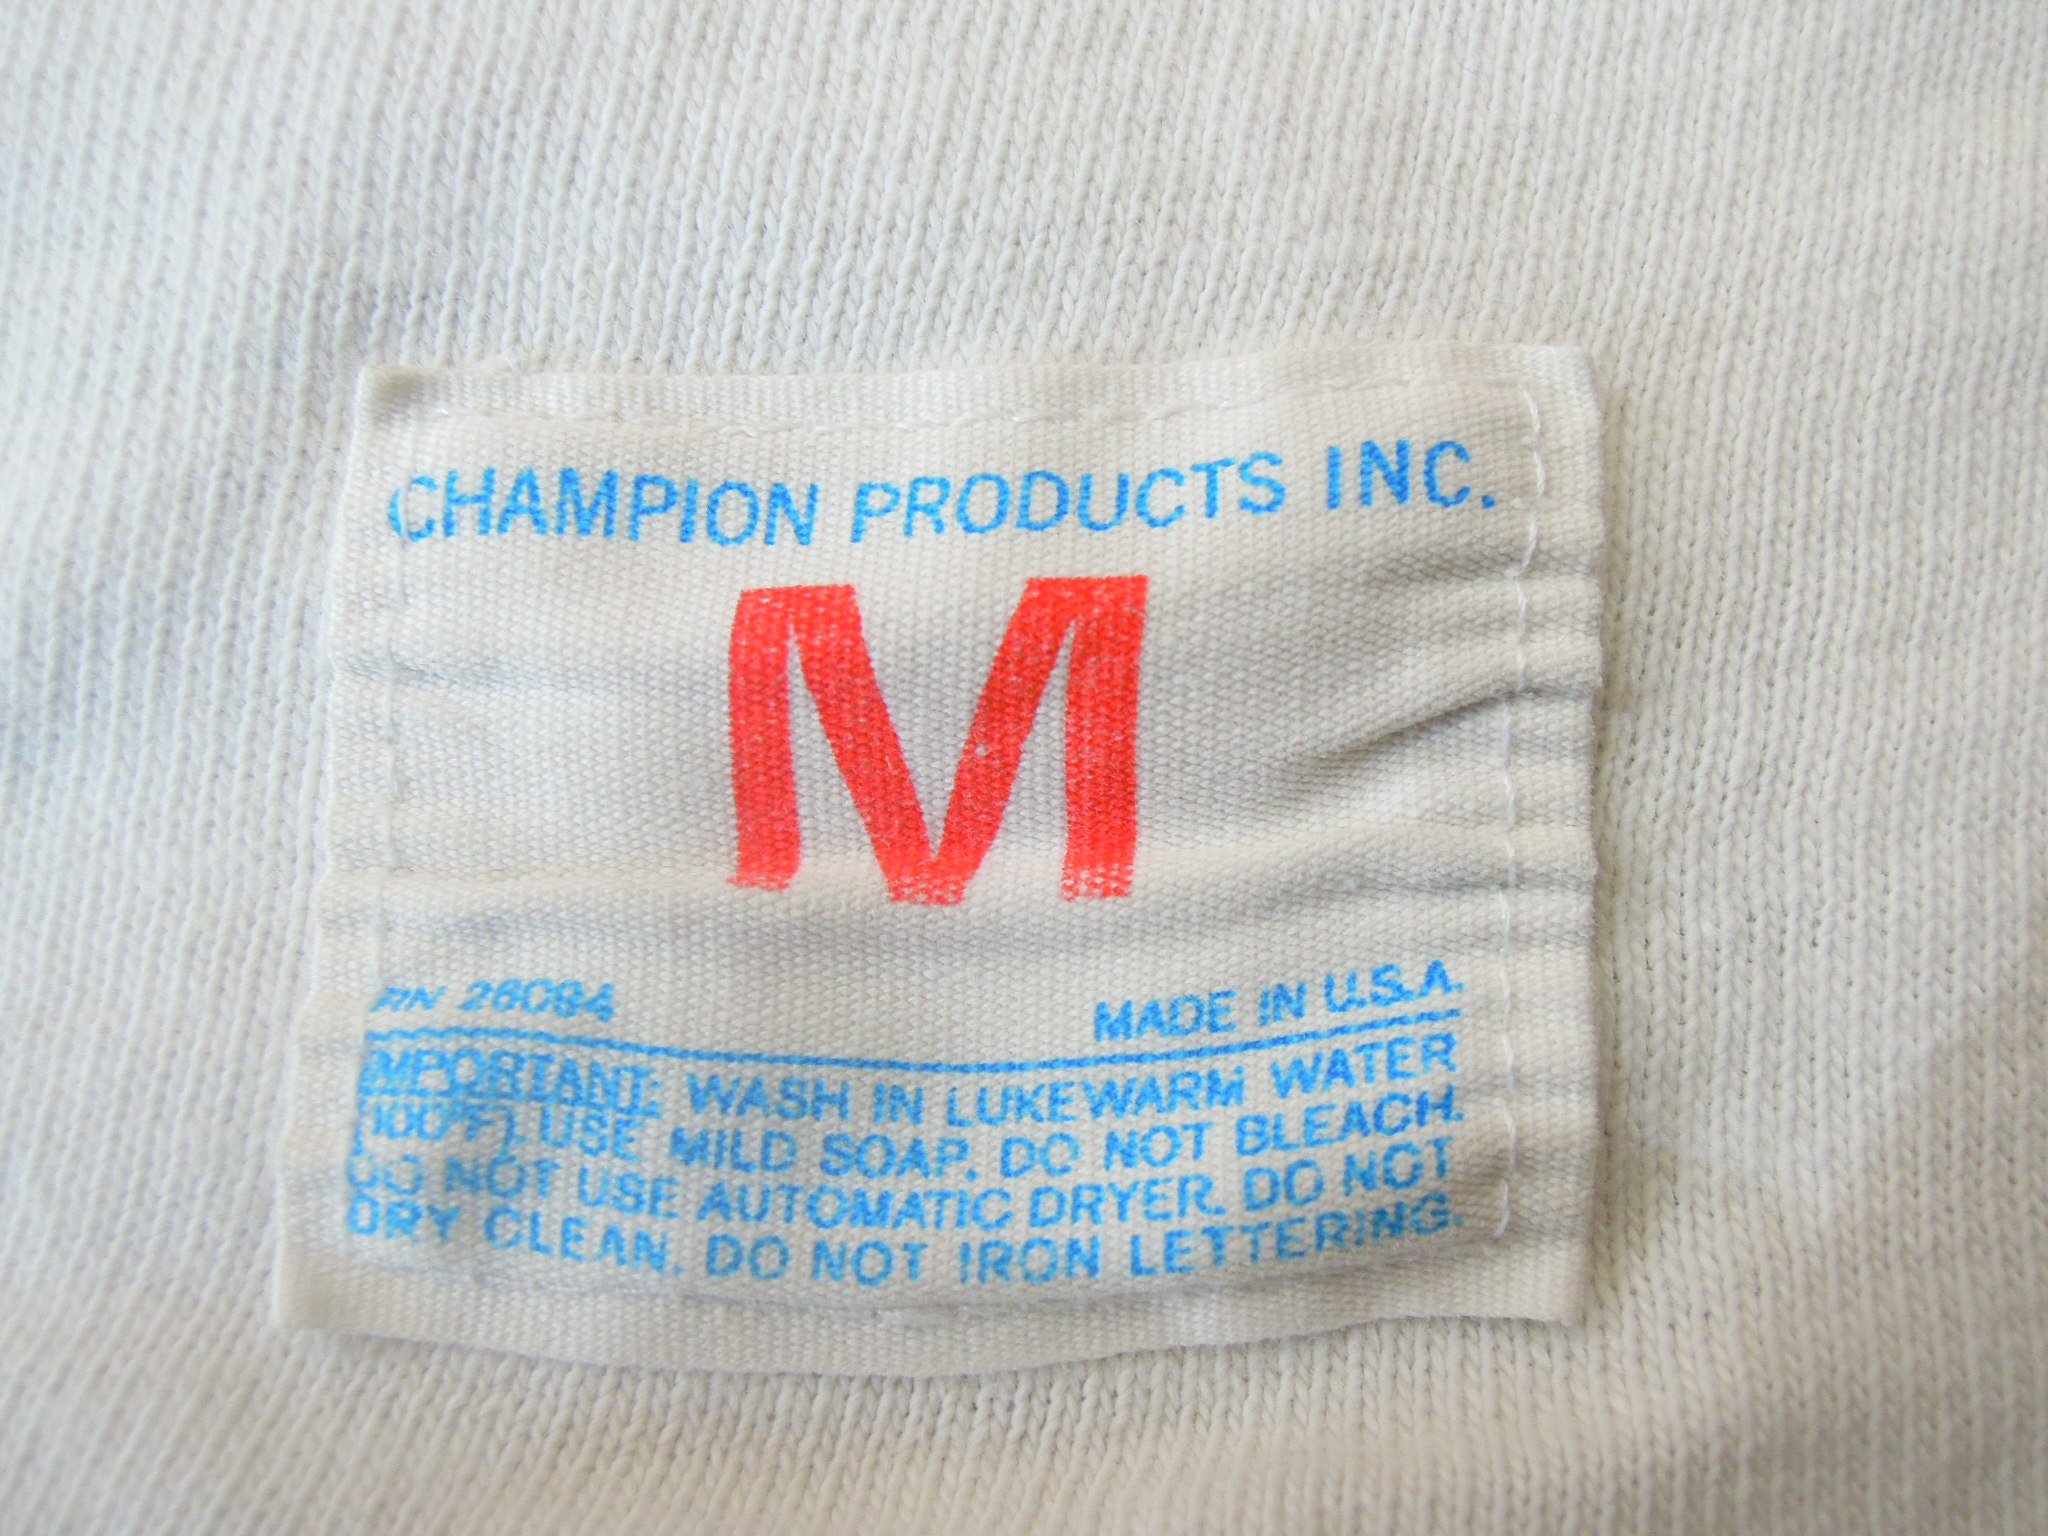 CHAMPION PRODUCTS INC.
M
RN 26094
MADE IN U.S.A.
IMPORTANT: WASH IN LUKEWARM WATER
(100°F). USE MILD SOAP. DO NOT BLEACH.
DO NOT USE AUTOMATIC DRYER. DO NOT
DRY CLEAN. DO NOT IRON LETTERING.